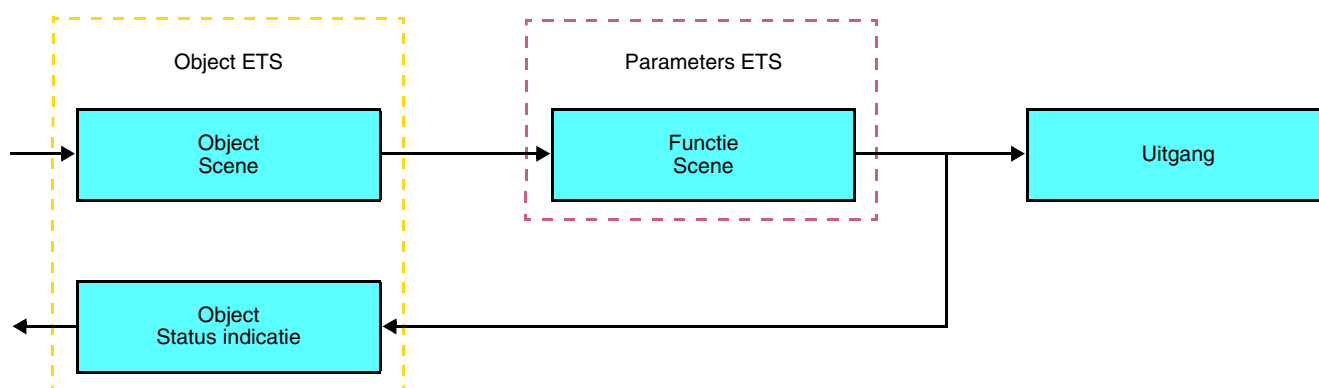 Object ETS
Parameters ETS
Object
Scene
Functie
Scene
Uitgang
Object
Status indicatie